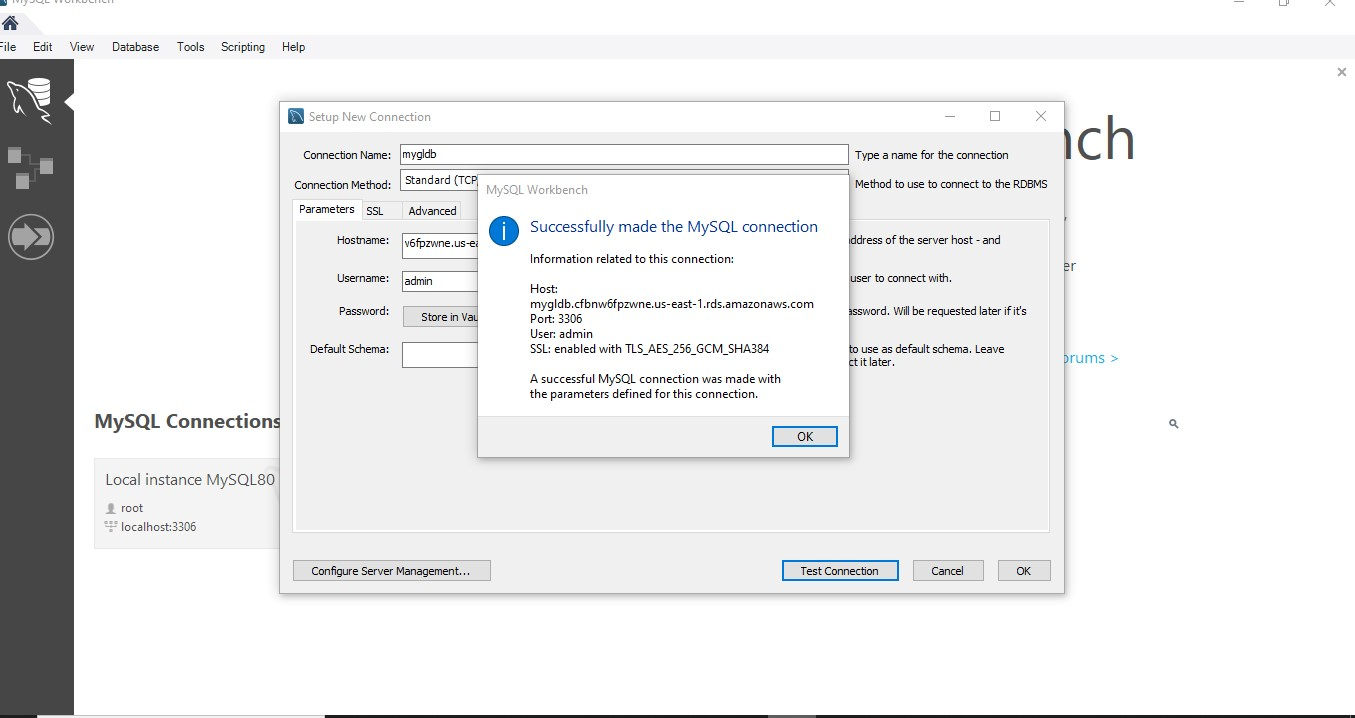 MySQL Workbench
File Edit View Database Tools Scripting Help
Setup New Connection
Connection Name: mygldb Type a name for the connection
Connection Method: Standard (TCP Method to use to connect to the RDBMS
Parameters SSL Advanced
Hostname: v6fpzwne.us-ea ddress of the server host - and
Username: admin user to connect with.
Password: Store in Vau assword. Will be requested later if it's
Default Schema: to use as default schema. Leave
ct it later.
MySQL Workbench
Successfully made the MySQL connection
Information related to this connection:
Host:
mygldb.cfbnw6fpzwne.us-east-1.rds.amazonaws.com
Port: 3306
User: admin
SSL: enabled with TLS_AES_256_GCM_SHA384
A successful MySQL connection was made with
the parameters defined for this connection.
OK
Configure Server Management... Test Connection Cancel OK
nch
er
orums >
MySQL Connections
Local instance MySQL80
root
localhost:3306